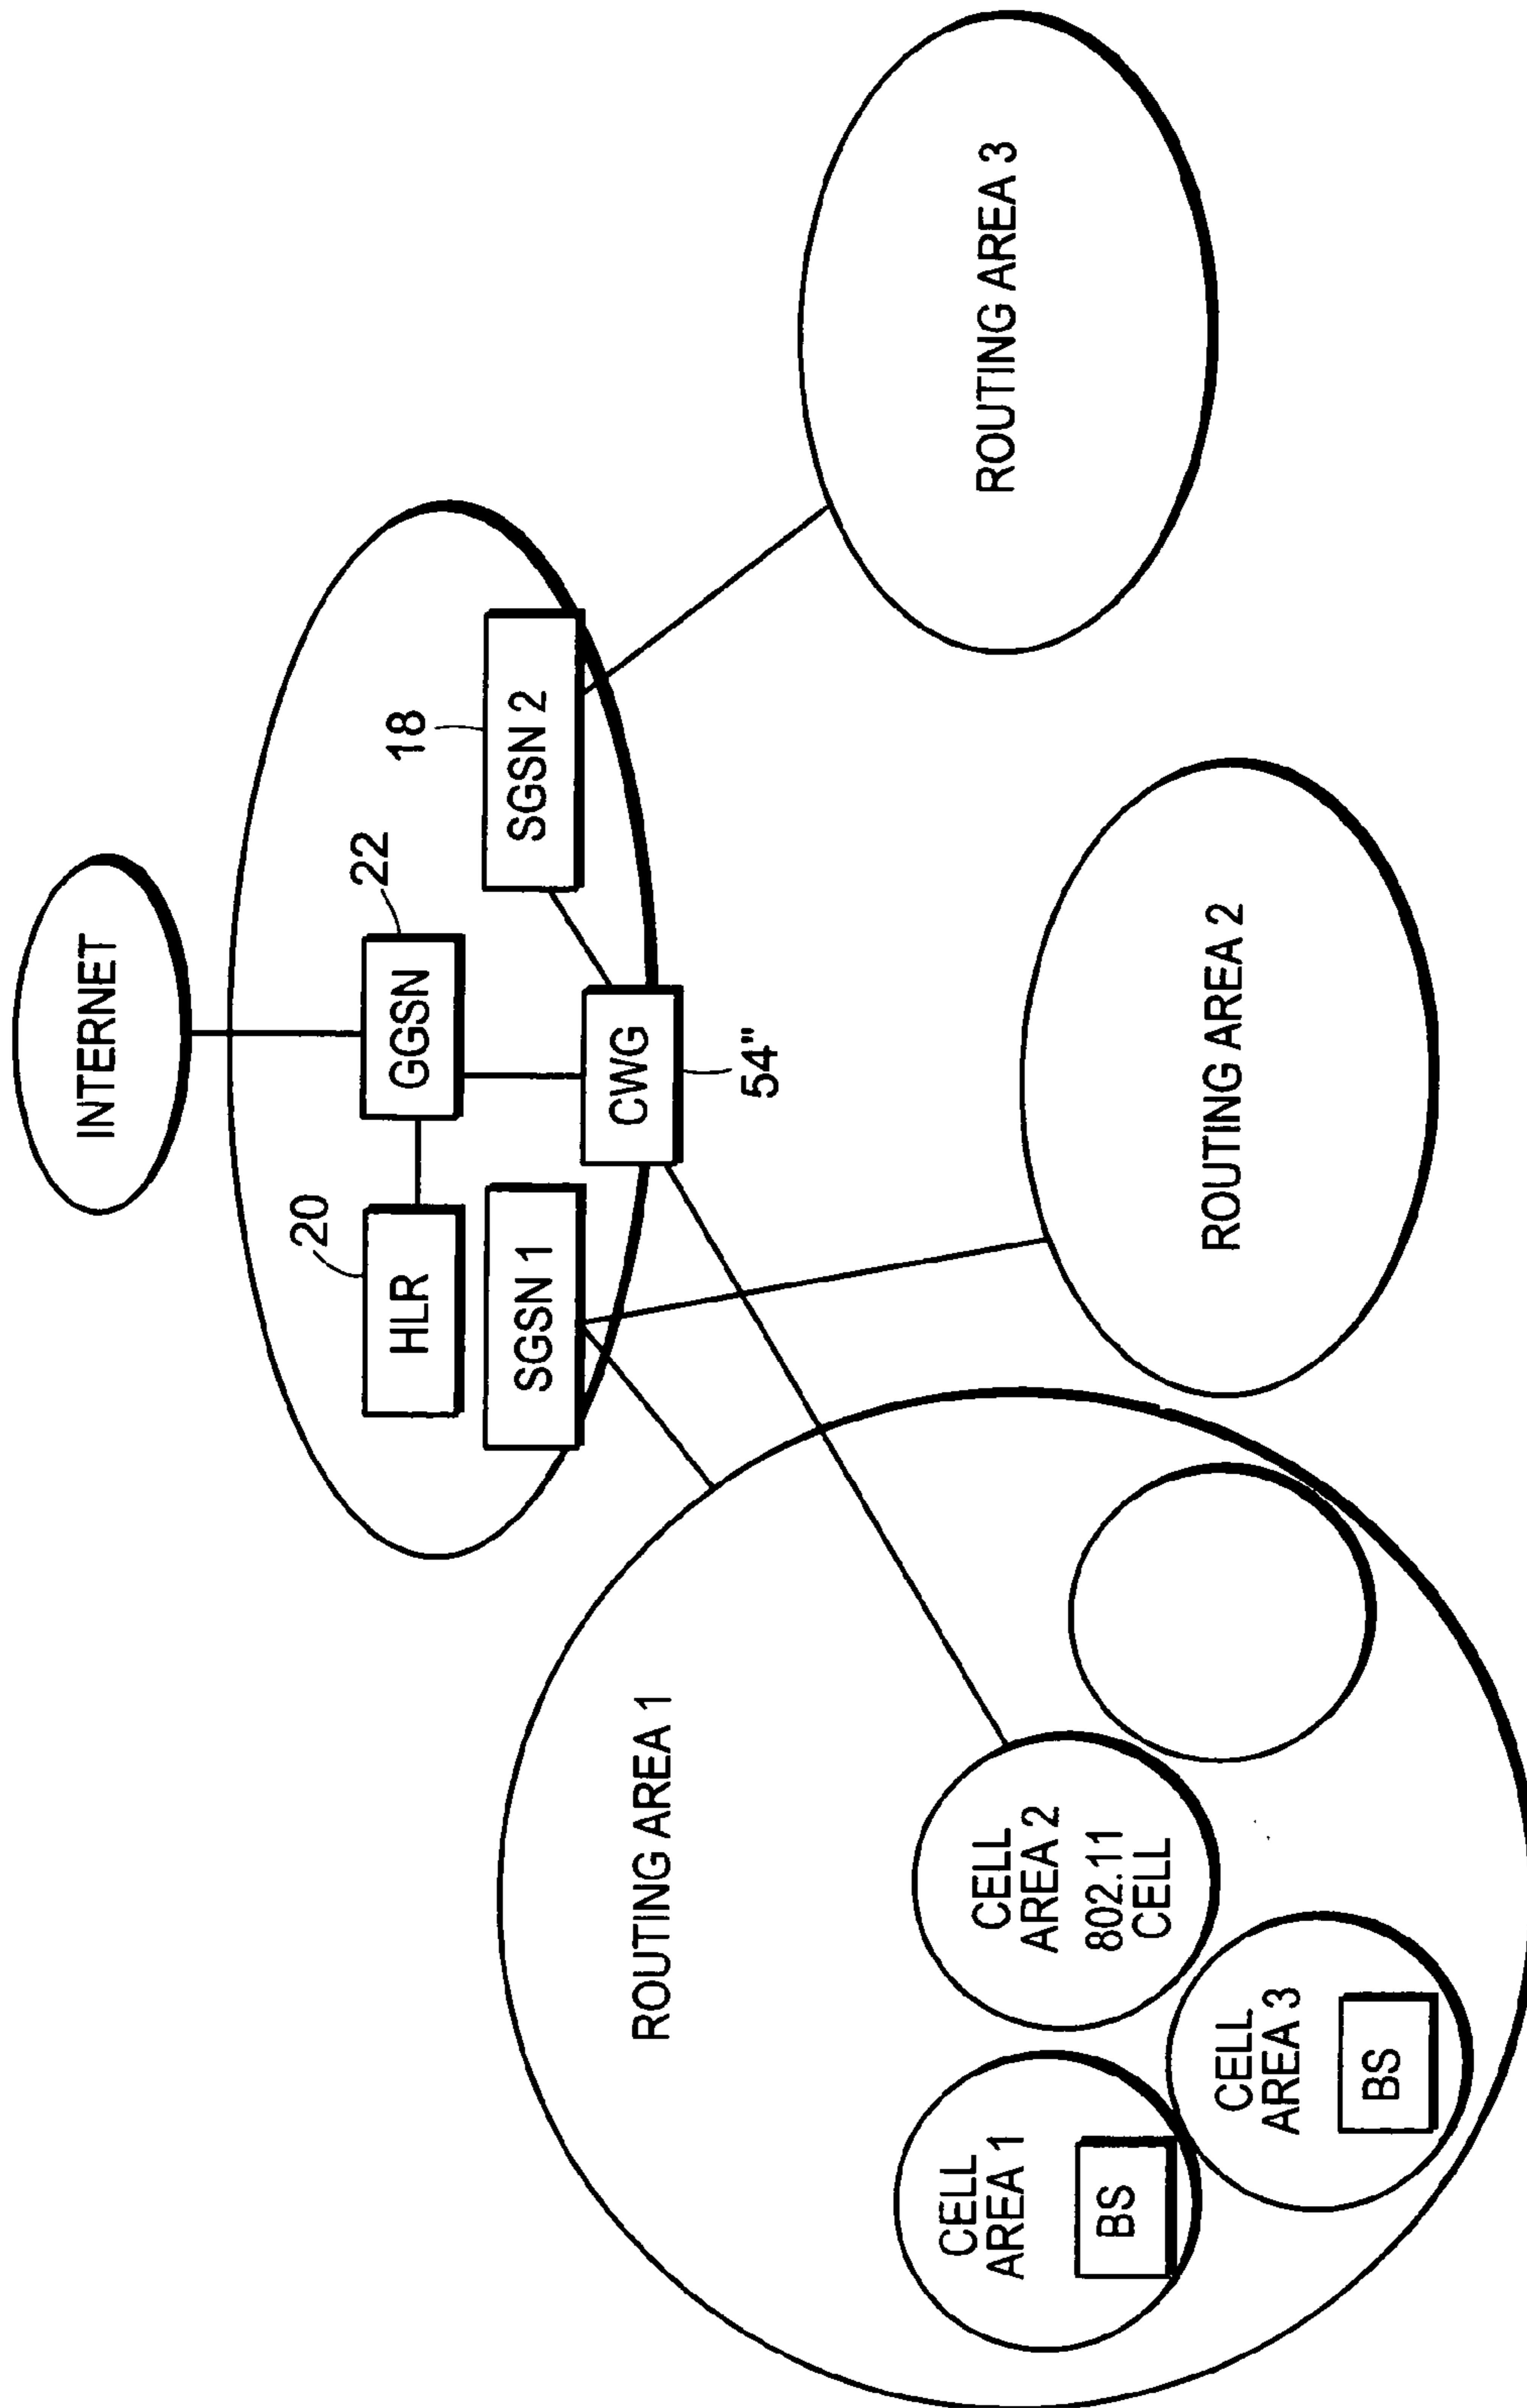 INTERNET
20
22
18
HLR
GGSN
SGSN 1
SGSN 2
CWG
54"
ROUTING AREA 1
ROUTING AREA 2
ROUTING AREA 3
CELL
AREA 1
BS
CELL
AREA 2
802.11
CELL
CELL
AREA 3
BS